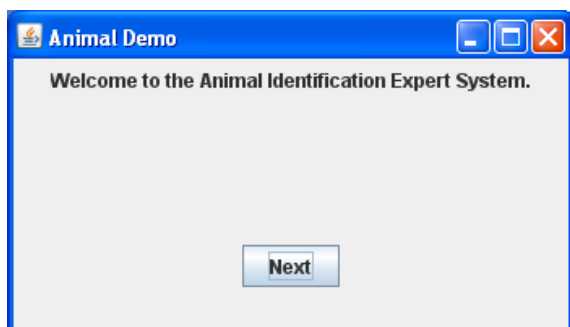 Animal Demo
Welcome to the Animal Identification Expert System.
Next